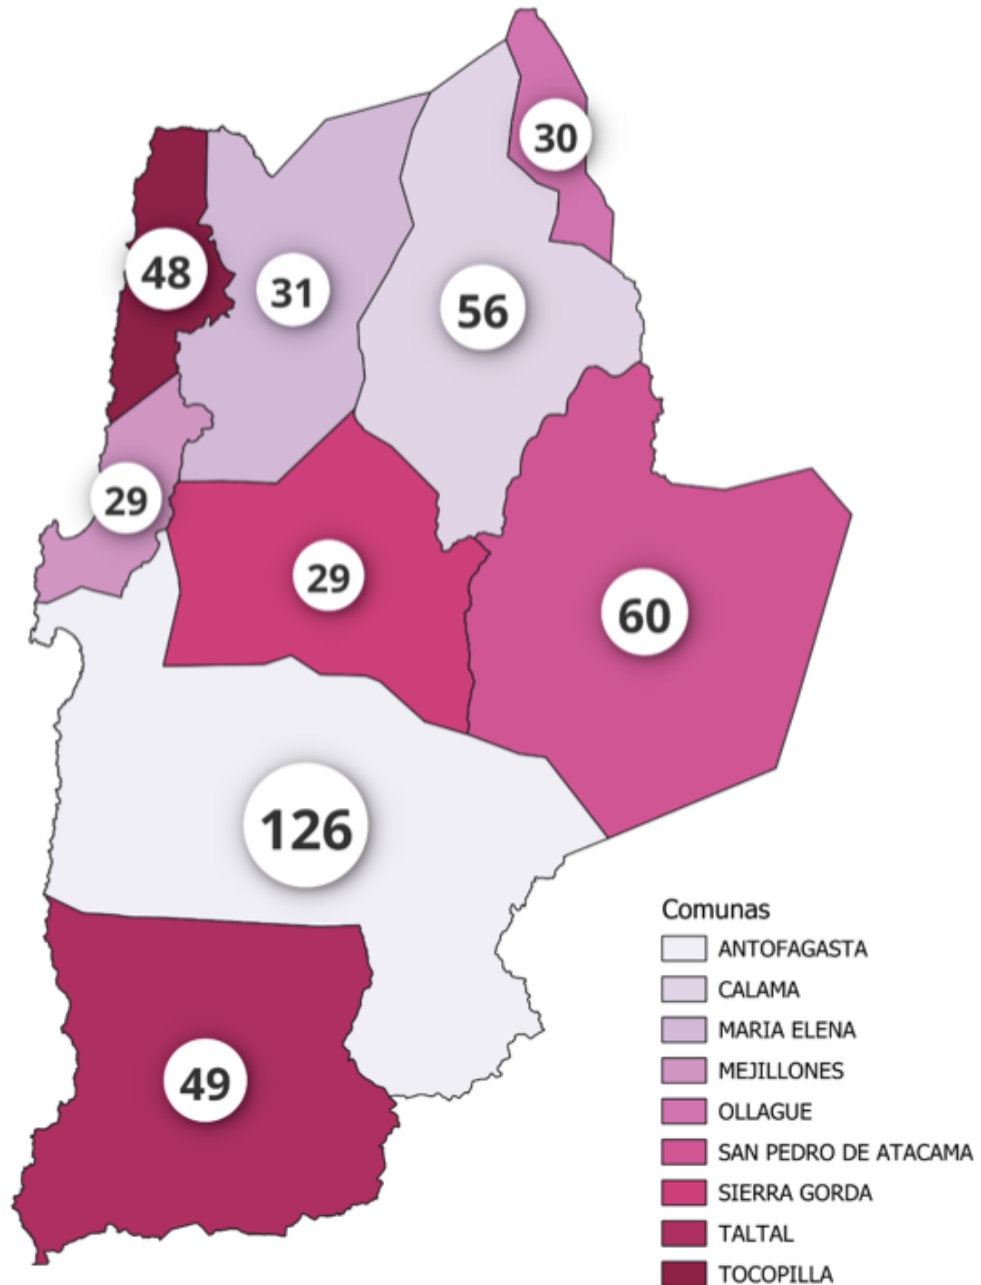 30
48
31
56
29
29
60
126
49
Comunas
ANTOFAGASTA
CALAMA
MARIA ELENA
MEJILLONES
OLLAGUE
SAN PEDRO DE ATACAMA
SIERRA GORDA
TALTAL
TOCOPILLA